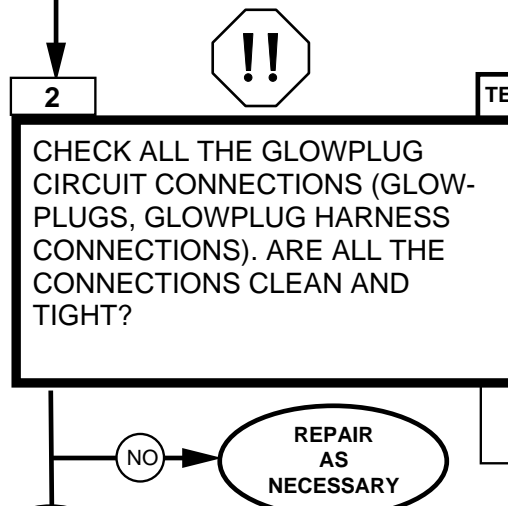 !!
2
TE
CHECK ALL THE GLOWPLUG
CIRCUIT CONNECTIONS (GLOW-
PLUGS, GLOWPLUG HARNESS
CONNECTIONS). ARE ALL THE
CONNECTIONS CLEAN AND
TIGHT?
NO
REPAIR
AS
NECESSARY